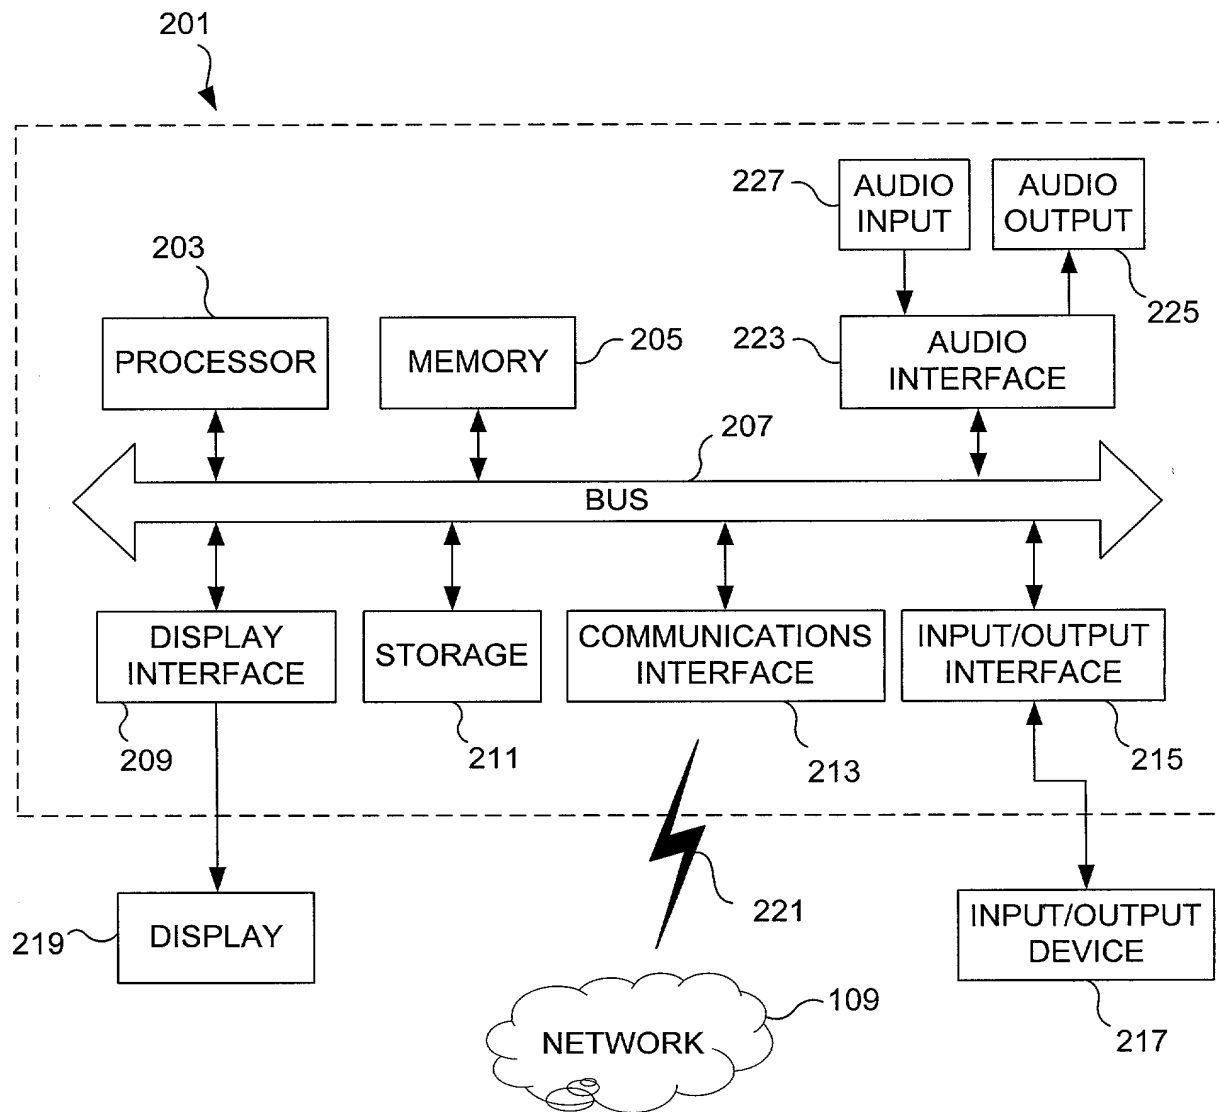 201
227
AUDIO
INPUT
AUDIO
OUTPUT
225
203
PROCESSOR
MEMORY
205
223
AUDIO
INTERFACE
207
BUS
DISPLAY
INTERFACE
209
STORAGE
211
COMMUNICATIONS
INTERFACE
213
INPUT/OUTPUT
INTERFACE
215
221
219
DISPLAY
INPUT/OUTPUT
DEVICE
217
109
NETWORK